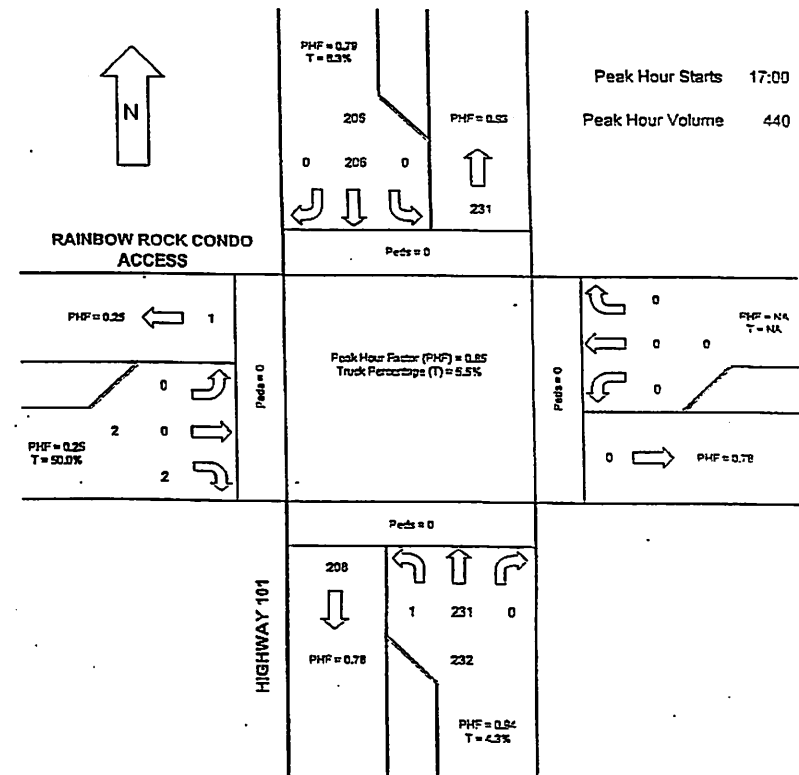 PHF = 0.79
T = 6.3%
Peak Hour Starts 17:00
N
206
PHF = 0.93
Peak Hour Volume 440
0 206 0
231
RAINBOW ROCK CONDO
ACCESS
Peds = 0
PHF = 0.25
1
Peak Hour Factor (PHF) = 0.85
Truck Percentage (T) = 5.5%
0
PHF = NA
T = NA
0 0
0
Peds = 0
Peds = 0
0
2 0
PHF = 0.25
T = 50.0%
2
0
PHF = 0.78
Peds = 0
HIGHWAY 101
208
1 231 0
PHF = 0.78
232
PHF = 0.94
T = 4.3%